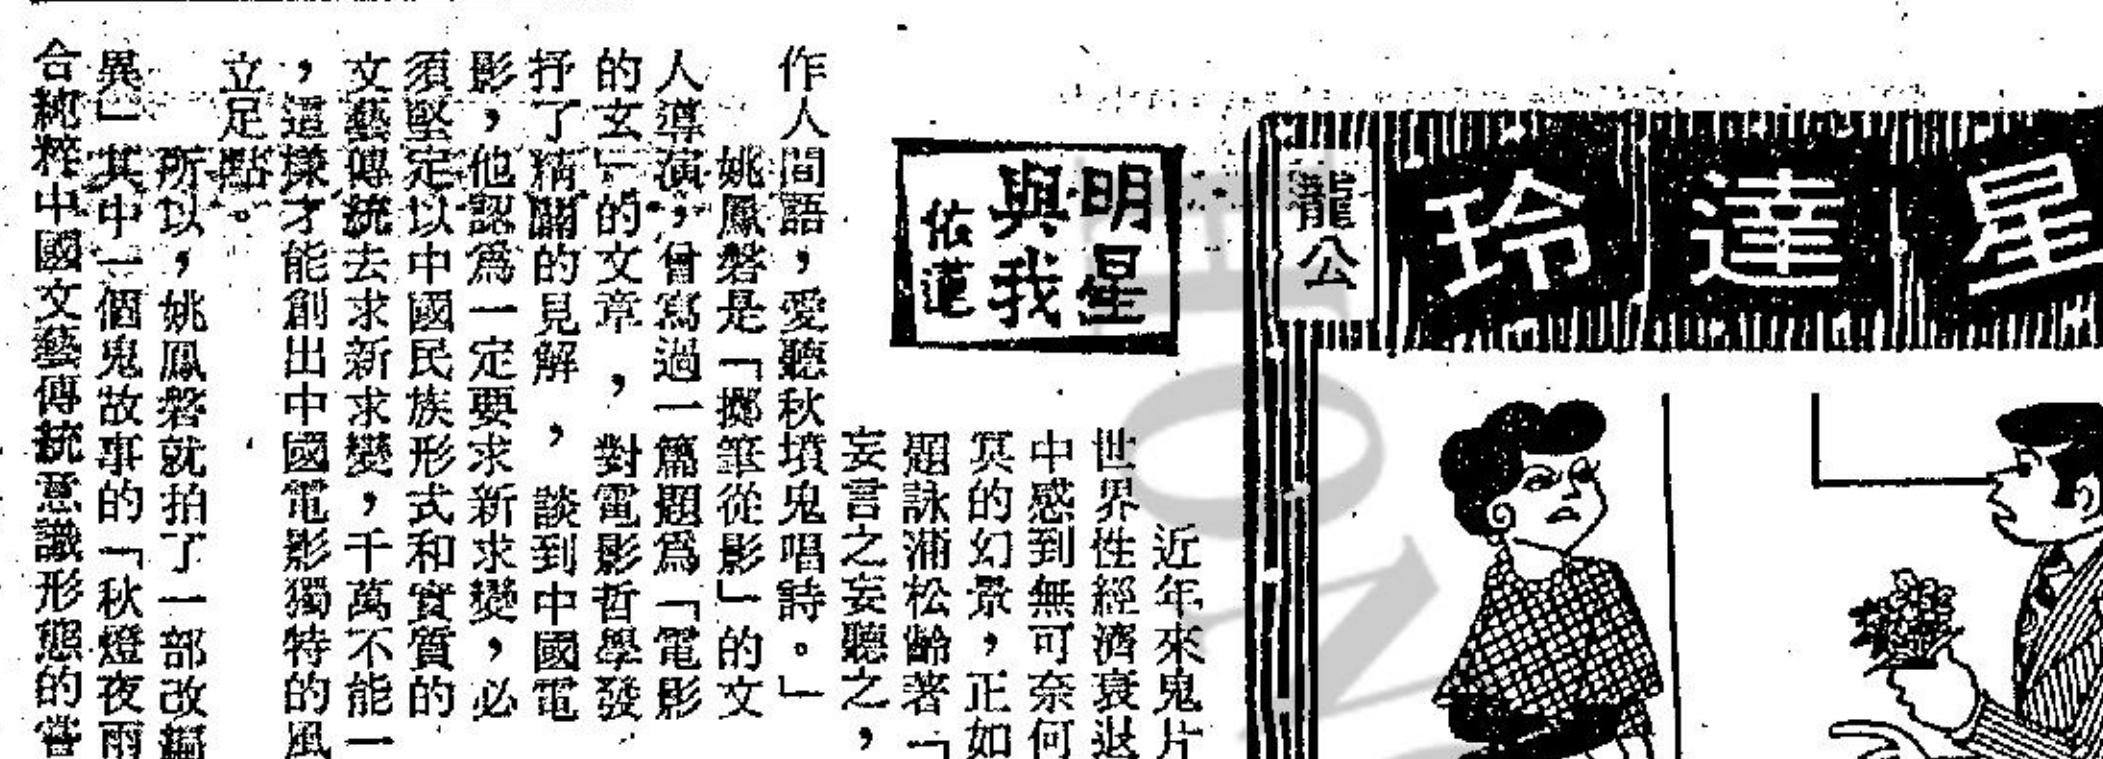 星達玲
龍公
明星
與我
依蓮
近年來鬼片
世界性經濟衰退
中感到無可奈何
冥的幻景，正如
題詠浦松齡著「
妄言之妄聽之，
作人間語，愛聽秋墳鬼唱詩。」
姚鳳磐是「擲筆從影」的文
人導演，曾寫過一篇題爲「電影
的玄」的文章，對電影哲學發
抒了精闢的見解，談到中國電
影，他認爲一定要求新求變，必
須堅定以中國民族形式和實質的
文藝傳統去求新求變，千萬不能一
，這樣才能創出中國電影獨特的風
立足點。
所以，姚鳳磐就拍了一部改編
異」其中一個鬼故事的「秋燈夜雨
合純粹中國文藝傳統意識形態的嘗